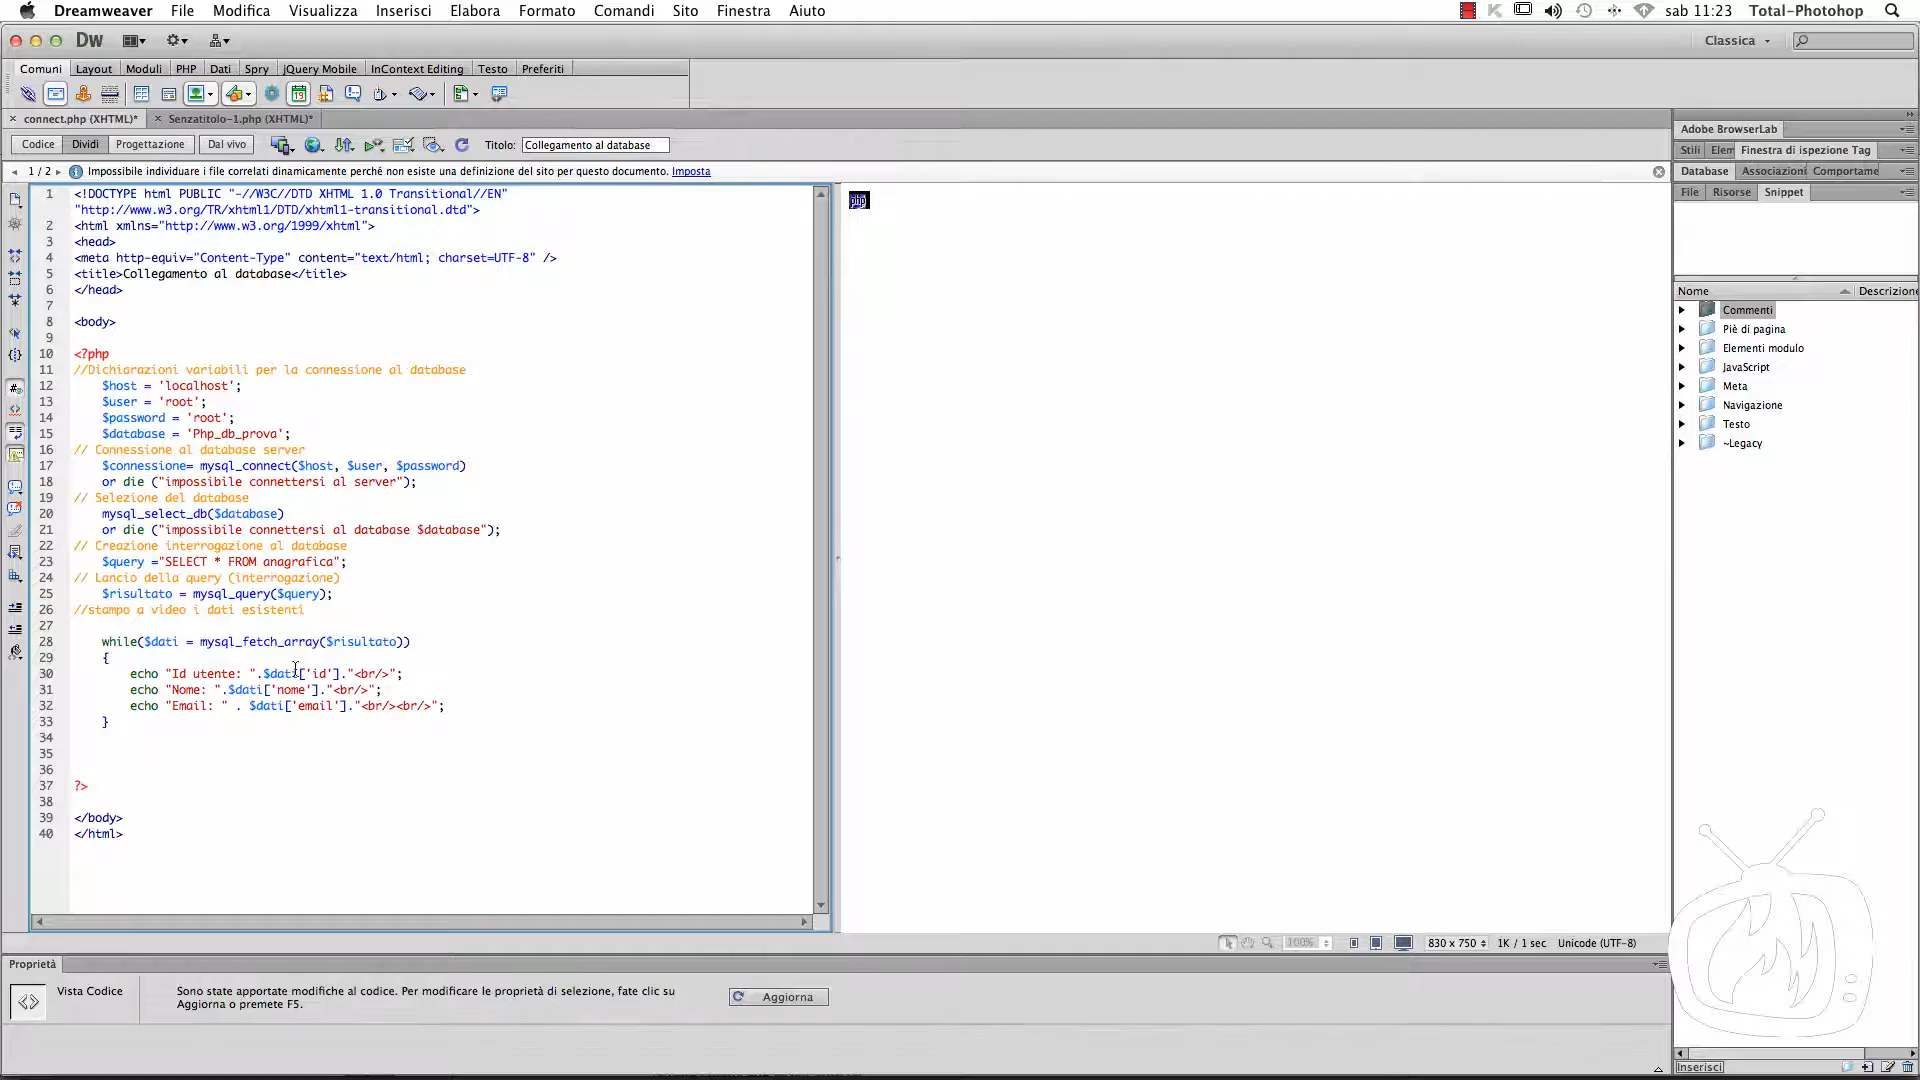 Dreamweaver File Modifica Visualizza Inserisci Elabora Formato Comandi Sito Finestra Aiuto sab 11:23 Total-Photohop
Dw Classica
Comuni Layout Moduli PHP Dati Spry jQuery Mobile InContext Editing Testo Preferiti
connect.php (XHTML)* Senzatitolo-1.php (XHTML)*
Codice Dividi Progettazione Dal vivo Titolo: Collegamento al database
1 / 2 Impossibile individuare i file correlati dinamicamente perché non esiste una definizione del sito per questo documento. Imposta
1 <!DOCTYPE html PUBLIC "-//W3C//DTD XHTML 1.0 Transitional//EN"
"http://www.w3.org/TR/xhtml1/DTD/xhtml1-transitional.dtd">
2 <html xmlns="http://www.w3.org/1999/xhtml">
3 <head>
4 <meta http-equiv="Content-Type" content="text/html; charset=UTF-8" />
5 <title>Collegamento al database</title>
6 </head>
7
8 <body>
9
10 <?php
11 //Dichiarazioni variabili per la connessione al database
12 $host = 'localhost';
13 $user = 'root';
14 $password = 'root';
15 $database = 'Php_db_prova';
16 // Connessione al database server
17 $connessione= mysql_connect($host, $user, $password)
18 or die ("impossibile connettersi al server");
19 // Selezione del database
20 mysql_select_db($database)
21 or die ("impossibile connettersi al database $database");
22 // Creazione interrogazione al database
23 $query ="SELECT * FROM anagrafica";
24 // Lancio della query (interrogazione)
25 $risultato = mysql_query($query);
26 //stampo a video i dati esistenti
27
28 while($dati = mysql_fetch_array($risultato))
29 {
30 echo "Id utente: ".$dati['id']."<br/>";
31 echo "Nome: ".$dati['nome']."<br/>";
32 echo "Email: " . $dati['email']."<br/><br/>";
33 }
34
35
36
37 ?>
38
39 </body>
40 </html>
php
Adobe BrowserLab
Stili Elem Finestra di ispezione Tag
Database Associazioni Comportame
File Risorse Snippet
Nome Descrizione
Commenti
Piè di pagina
Elementi modulo
JavaScript
Meta
Navigazione
Testo
~Legacy
Inserisci
100% 830 x 750 1K / 1 sec Unicode (UTF-8)
Proprietà
Vista Codice
Sono state apportate modifiche al codice. Per modificare le proprietà di selezione, fate clic su
Aggiorna o premete F5.
Aggiorna